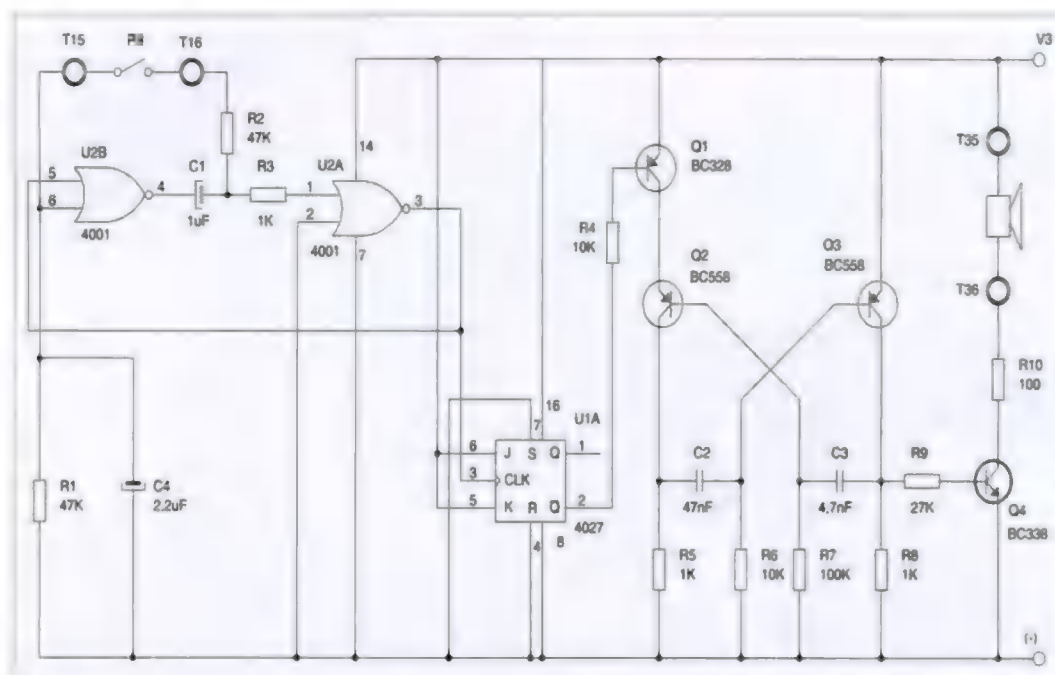 T15
T16
V3
R2
47K
14
T35
Q1
BC328
U2B
C1
R3
U2A
5
4
1
3
6
2
1uF
1K
4001
4001
7
R4
10K
Q2
BC558
Q3
BC558
T36
R10
100
16
7
U1A
6
J
S
Q
1
3
CLK
C2
C3
R9
5
K
R
Q
2
47nF
4,7nF
27K
Q4
BC338
4
8
4027
R1
47K
C4
2,2uF
R5
1K
R6
10K
R7
100K
R8
1K
(-)